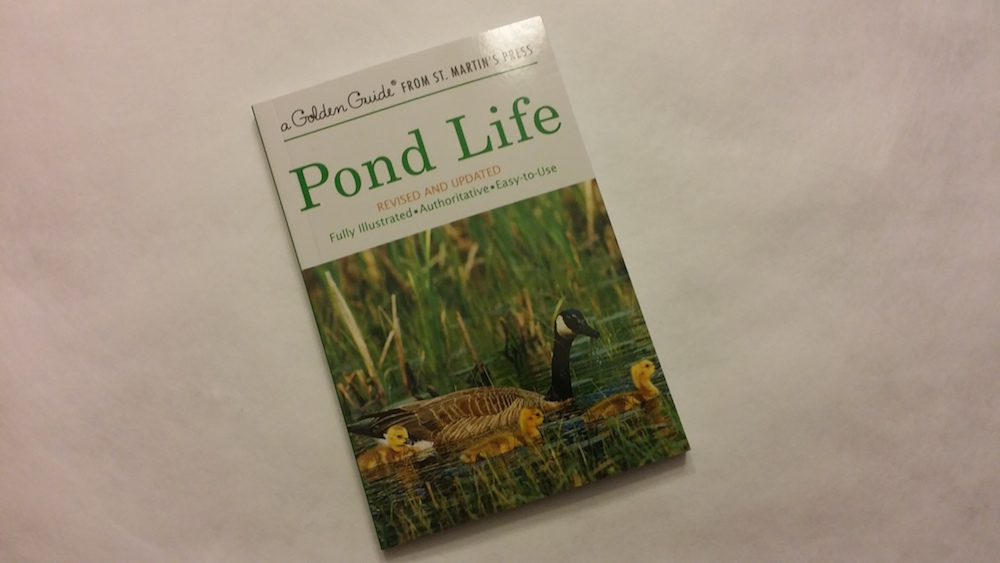 a Golden Guide® FROM ST. MARTIN'S PRESS
Pond Life
REVISED AND UPDATED
Fully Illustrated•Authoritative•Easy-to-Use